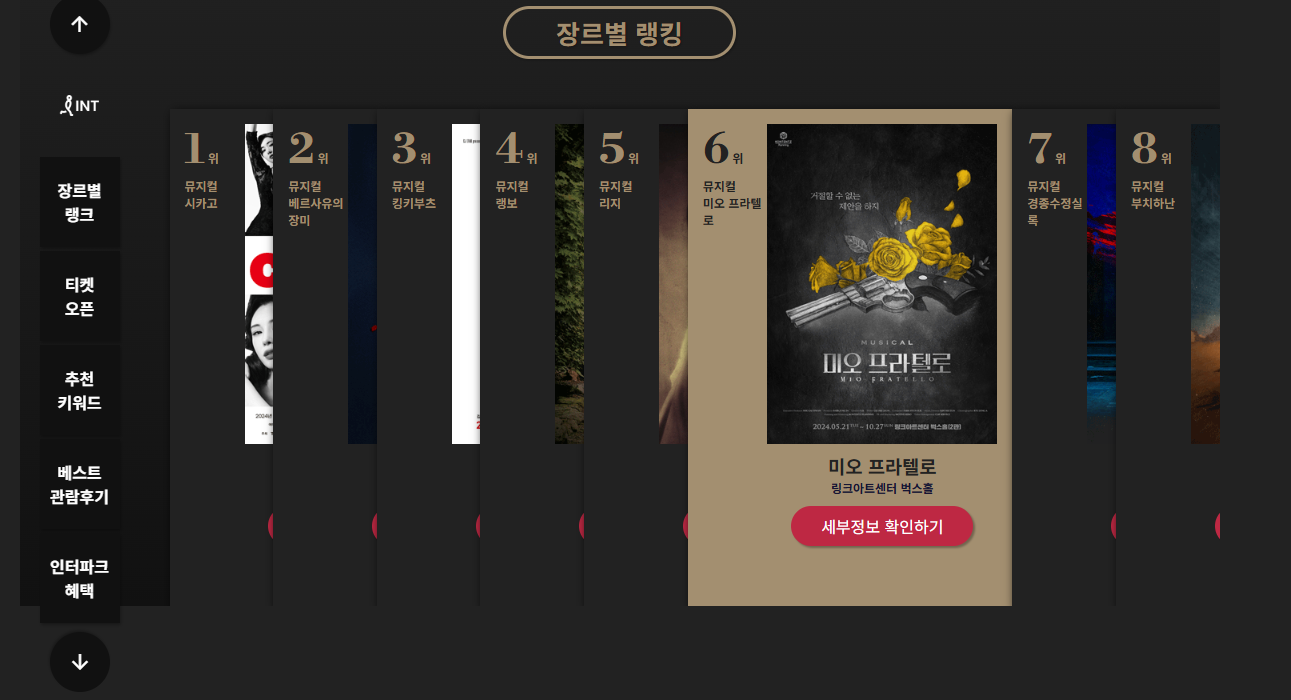 장르별 랭킹
INT
장르별
랭크
티켓
오픈
추천
키워드
베스트
관람후기
인터파크
혜택
1위
뮤지컬
시카고
2024년
2위
뮤지컬
베르사유의
장미
3위
뮤지컬
킹키부츠
4위
뮤지컬
랭보
5위
뮤지컬
리지
6위
뮤지컬
미오 프라텔
로
거절할 수 없는
제안을 하지
MUSICAL
미오 프라텔로
MIO FRATELLO
2024.05.21 ~ 10.27 링크아트센터 벅스홀
미오 프라텔로
링크아트센터 벅스홀
세부정보 확인하기
7위
뮤지컬
경종수정실
록
8위
뮤지컬
부치하난